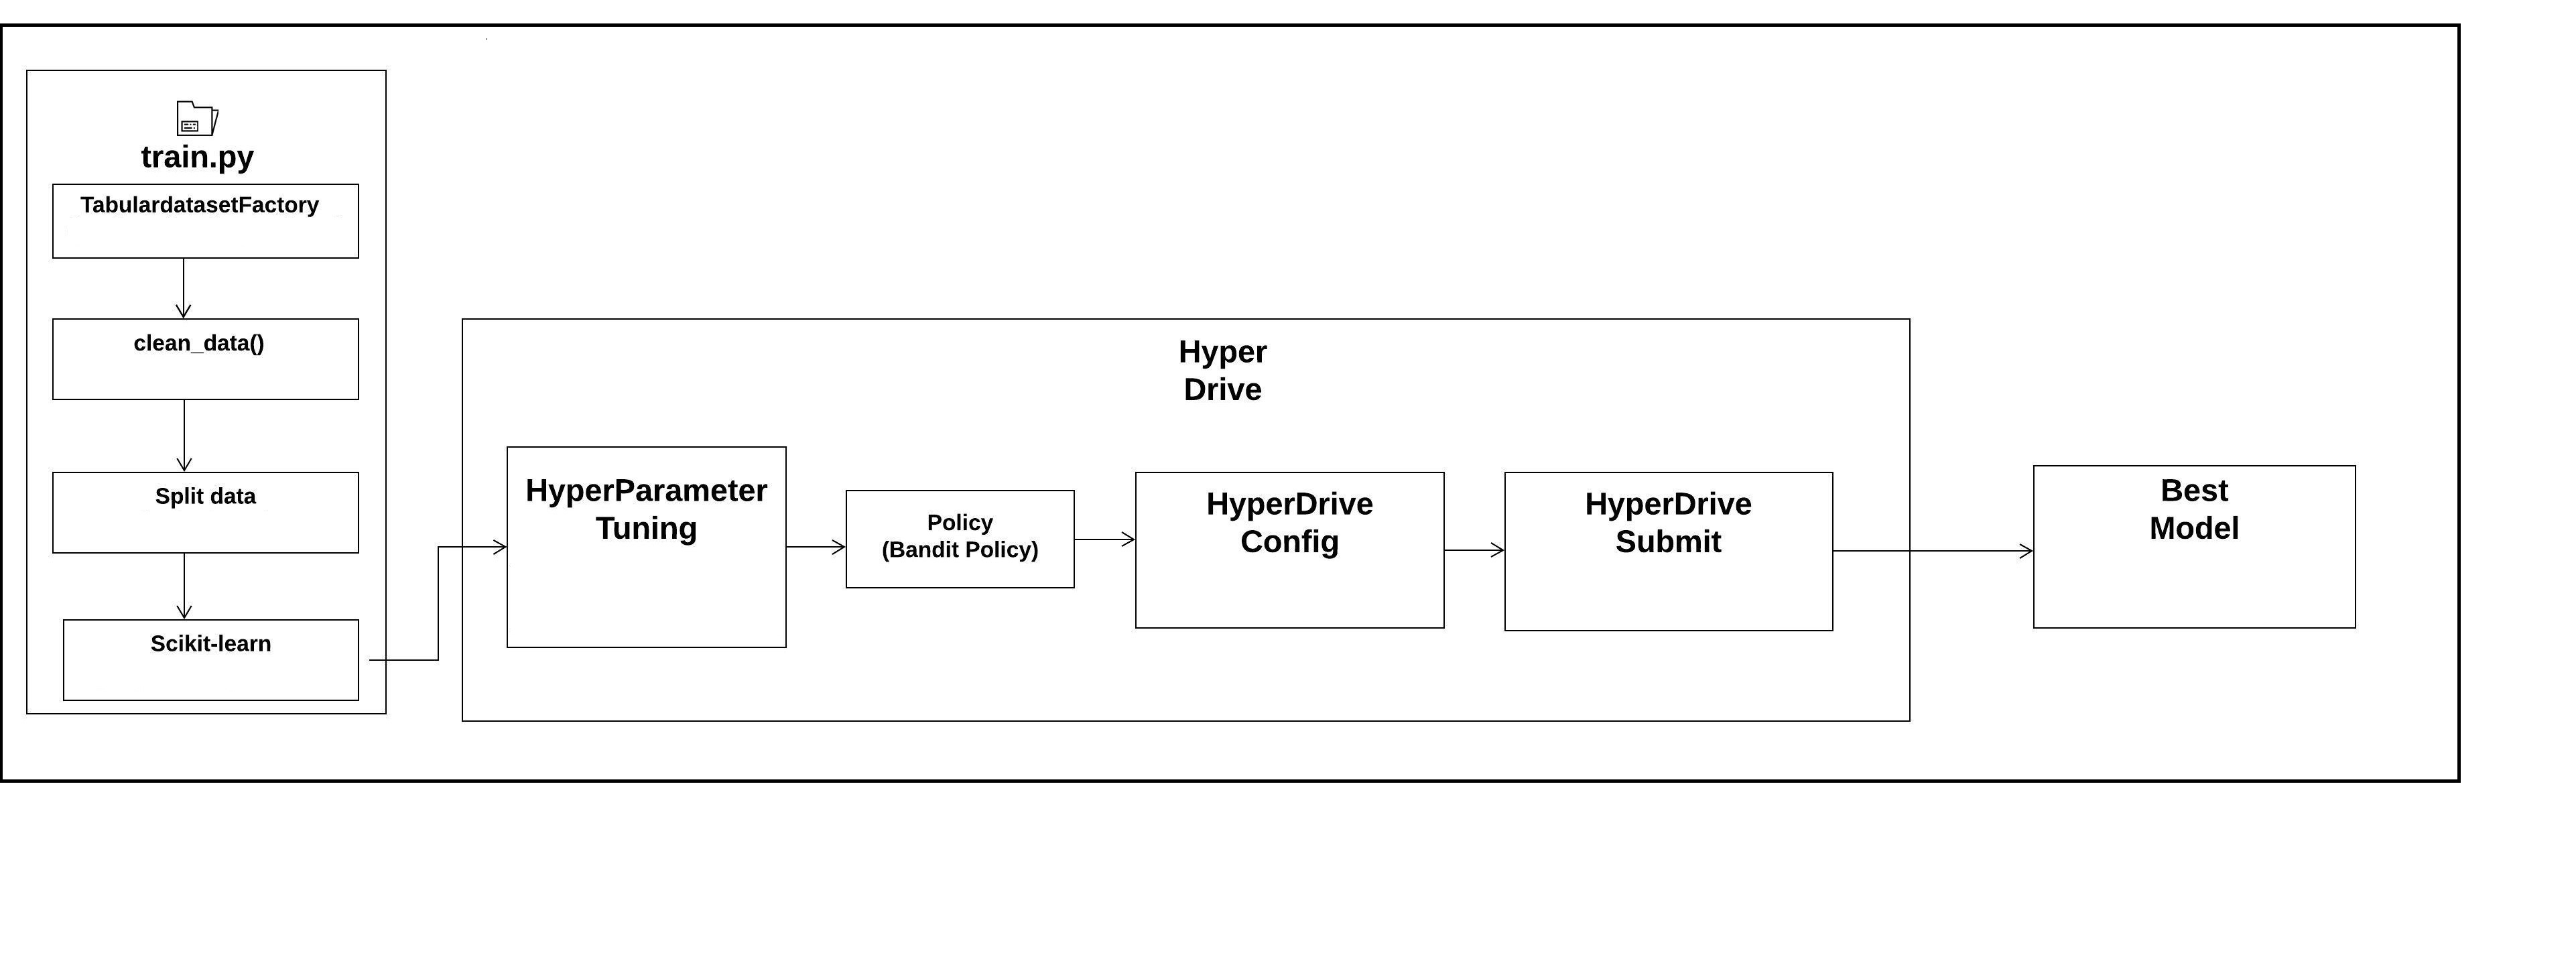 train.py
TabulardatasetFactory
clean_data()
Split data
Scikit-learn
Hyper
Drive
HyperParameter
Tuning
Policy
(Bandit Policy)
HyperDrive
Config
HyperDrive
Submit
Best
Model